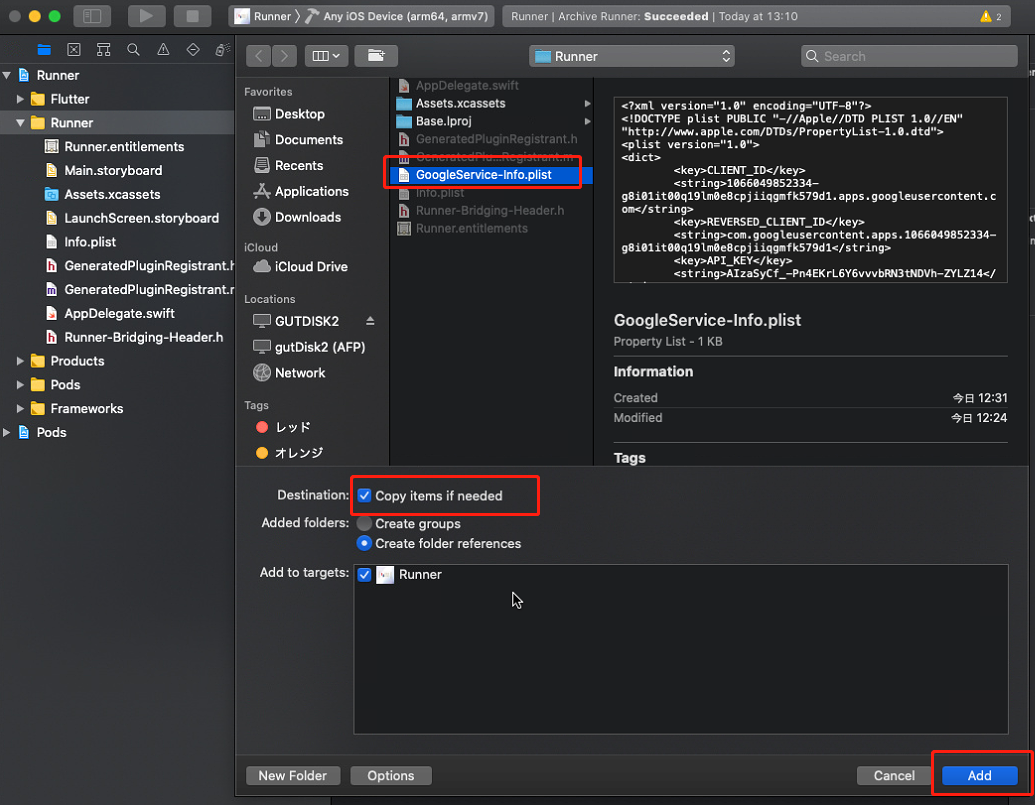 Runner 〉 Any iOS Device (arm64, armv7)
Runner | Archive Runner: Succeeded | Today at 13:10
2
Runner
Flutter
Runner
Runner.entitlements
Main.storyboard
Assets.xcassets
LaunchScreen.storyboard
Info.plist
GeneratedPluginRegistrant.h
GeneratedPluginRegistrant.r
AppDelegate.swift
Runner-Bridging-Header.h
Products
Pods
Frameworks
Pods
Runner
Search
Favorites
Desktop
Documents
Recents
Applications
Downloads
iCloud
iCloud Drive
Locations
GUTDISK2
gutDisk2 (AFP)
Network
Tags
レッド
オレンジ
AppDelegate.swift
Assets.xcassets
Base.lproj
GeneratedPluginRegistrant.h
GeneratedPlu...Registrant.m
GoogleService-Info.plist
Info.plist
Runner-Bridging-Header.h
Runner.entitlements
<?xml version="1.0" encoding="UTF-8"?>
<!DOCTYPE plist PUBLIC "-//Apple//DTD PLIST 1.0//EN"
"http://www.apple.com/DTDs/PropertyList-1.0.dtd">
<plist version="1.0">
<dict>
<key>CLIENT_ID</key>
<string>1066049852334-
g8i01it00q19lm0e8cpjiiqgmfk579d1.apps.googleusercontent.c
om</string>
<key>REVERSED_CLIENT_ID</key>
<string>com.googleusercontent.apps.1066049852334-
g8i01it00q19lm0e8cpjiiqgmfk579d1</string>
<key>API_KEY</key>
<string>AIzaSyCf_-Pn4EKrL6Y6vvvbRN3tNDVh-ZYLZ14</
GoogleService-Info.plist
Property List - 1 KB
Information
Created 今日 12:31
Modified 今日 12:24
Tags
Destination: Copy items if needed
Added folders: Create groups
Create folder references
Add to targets: Runner
New Folder
Options
Cancel
Add